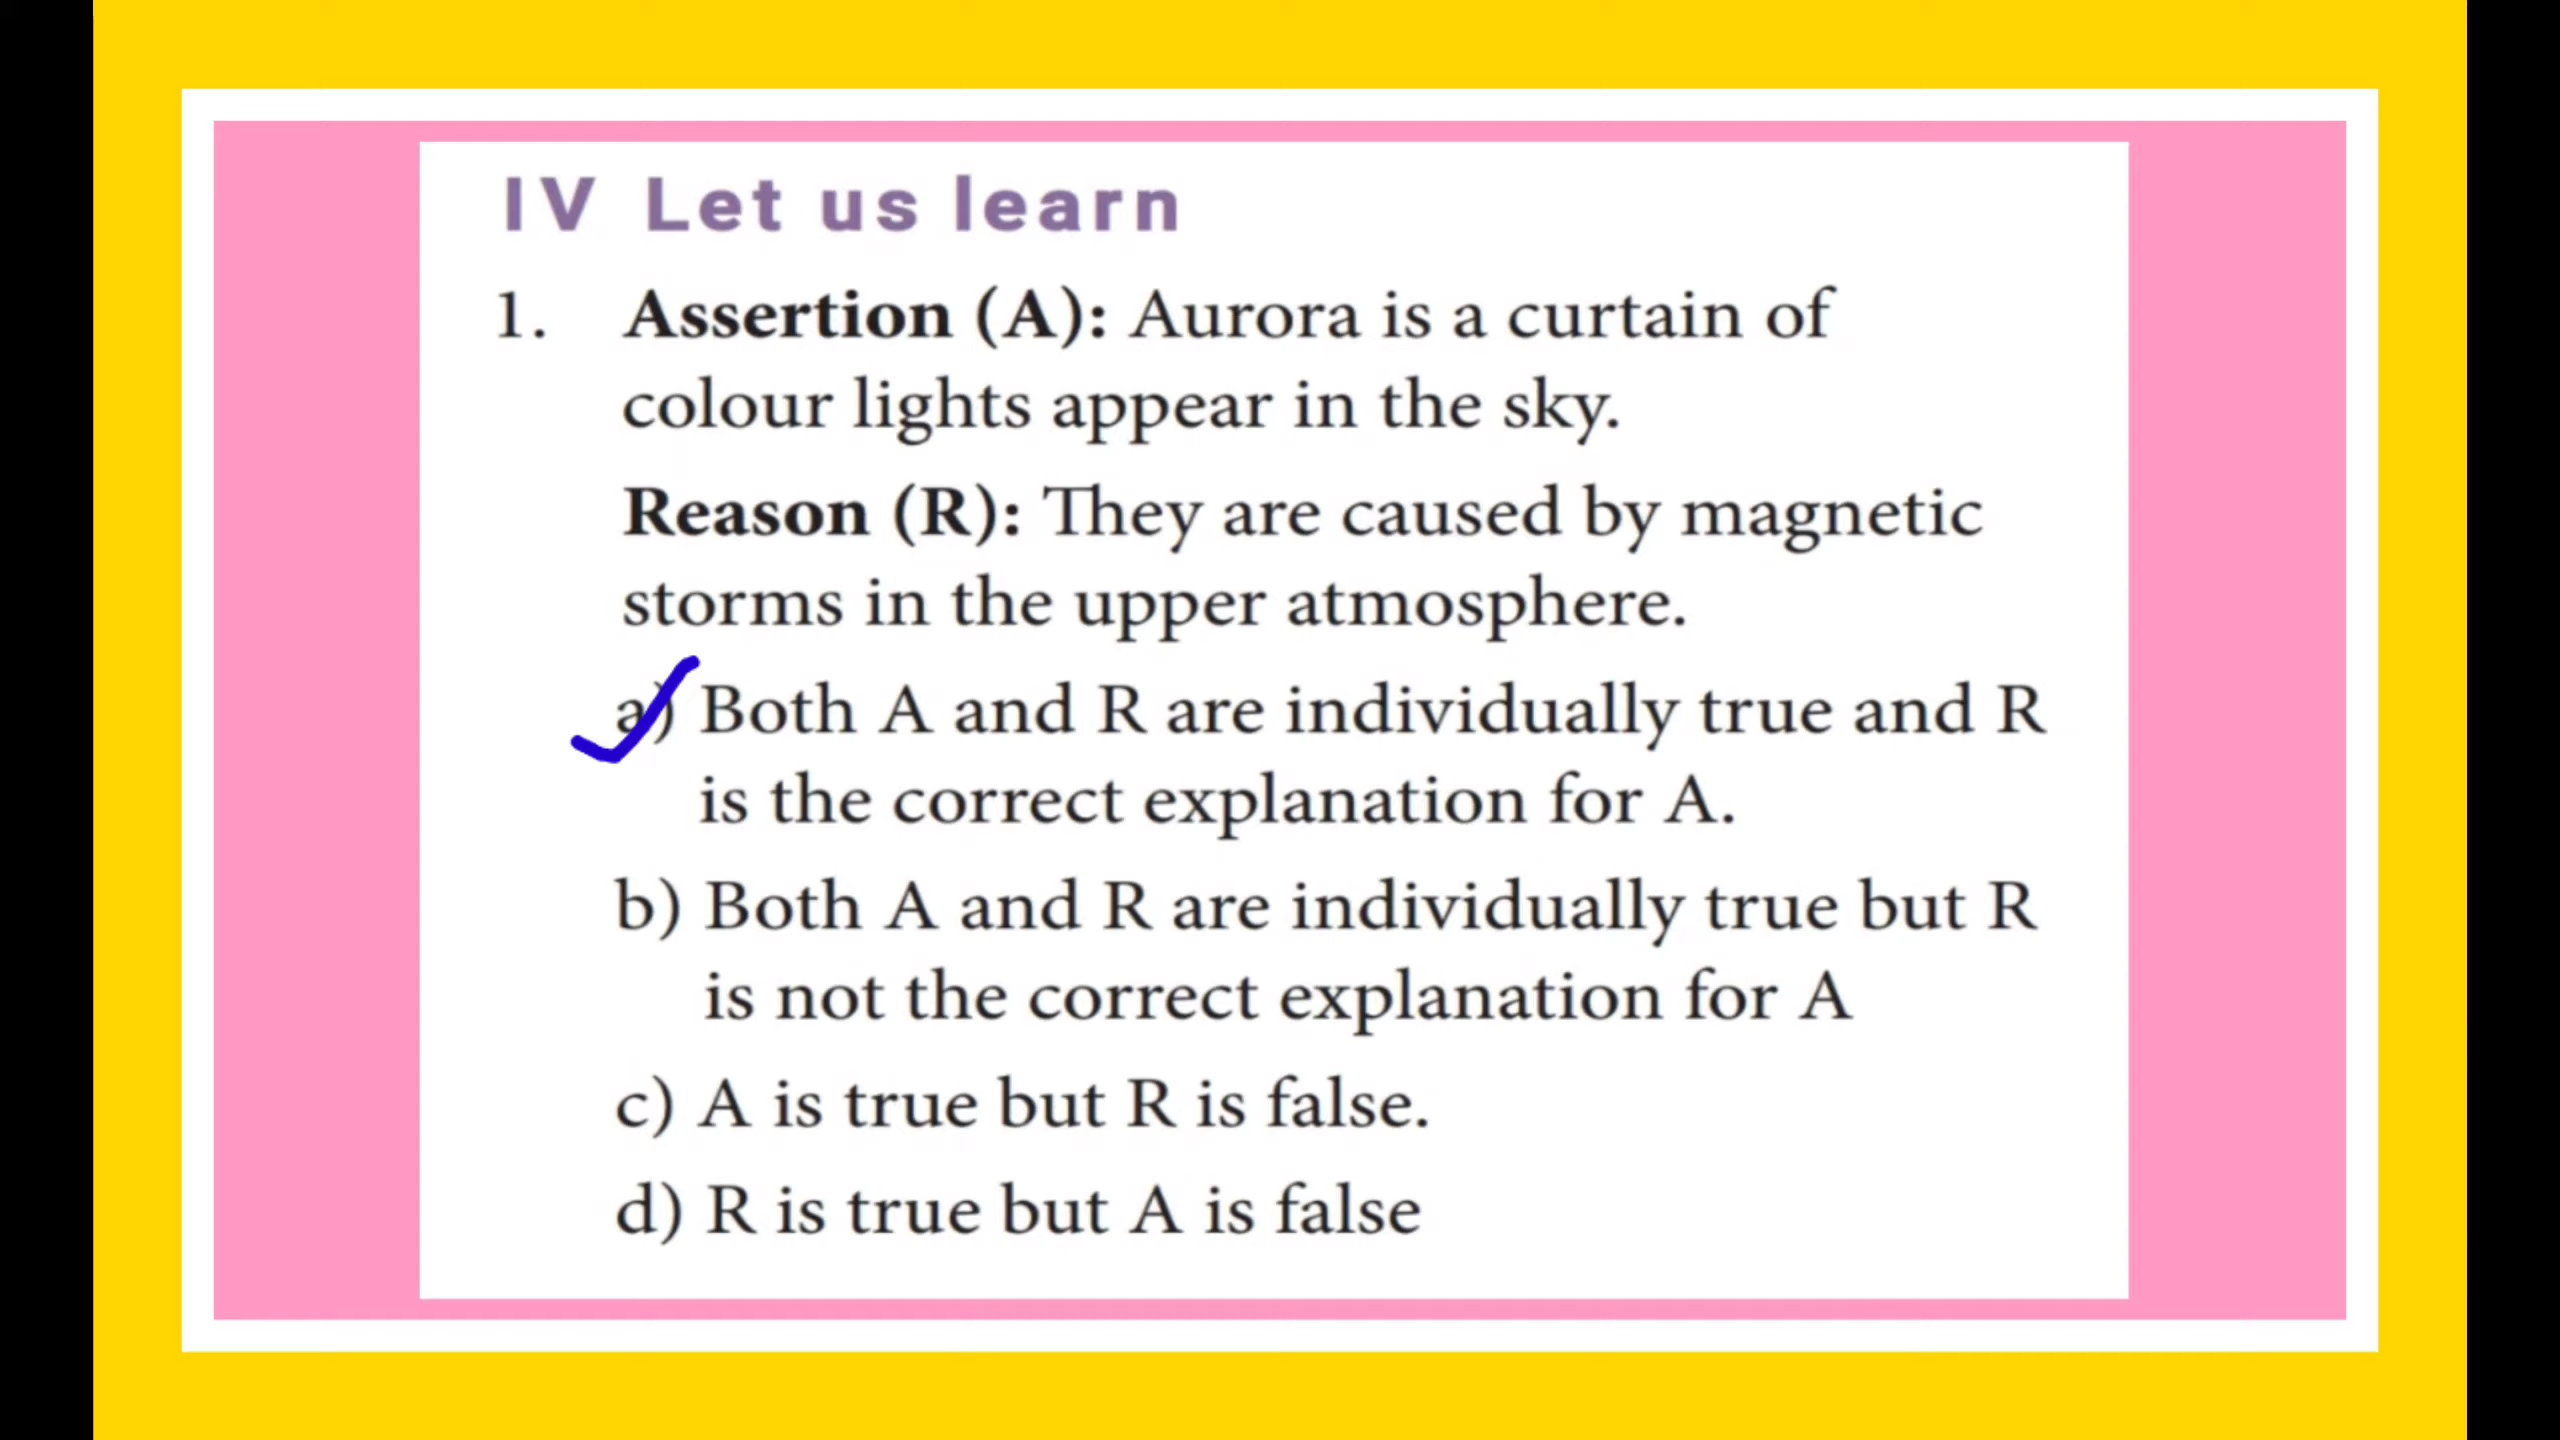 IV Let us learn
1. Assertion (A): Aurora is a curtain of
colour lights appear in the sky.
Reason (R): They are caused by magnetic
storms in the upper atmosphere.
a) Both A and R are individually true and R
is the correct explanation for A.
b) Both A and R are individually true but R
is not the correct explanation for A
c) A is true but R is false.
d) R is true but A is false